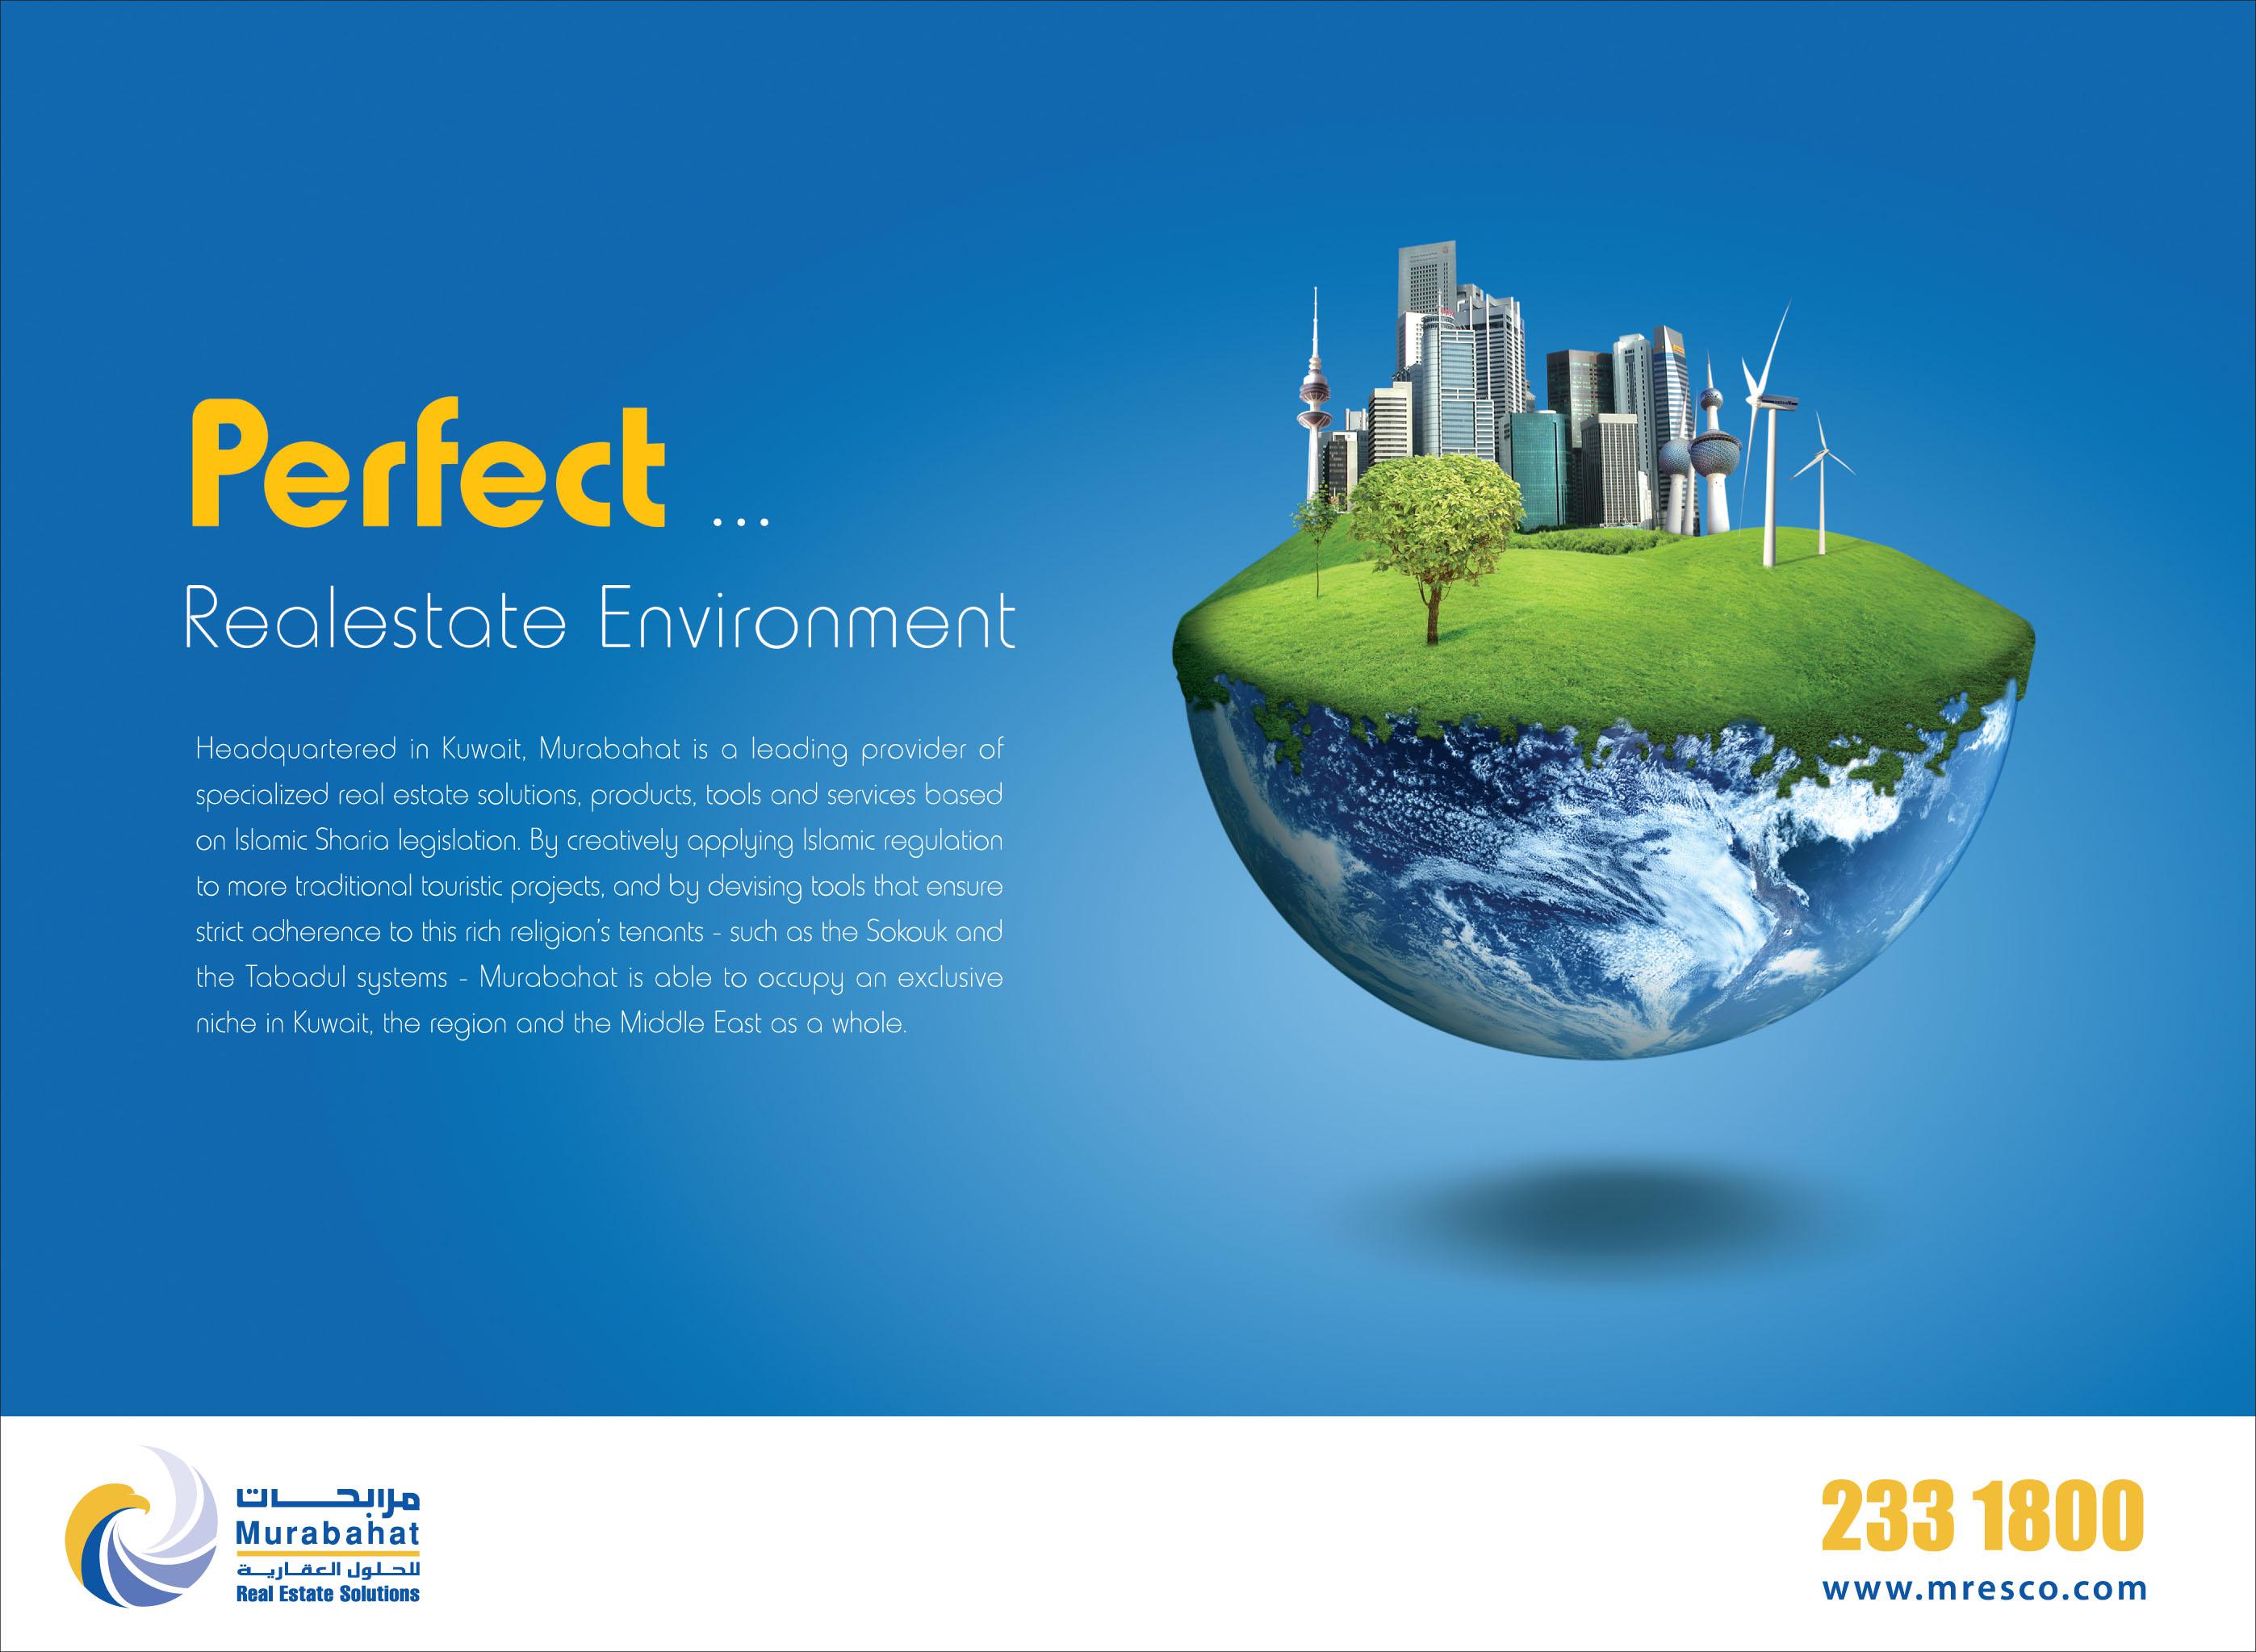 Perfect ...
Realestate Environment
Headquartered in Kuwait, Murabahat is a leading provider of
specialized real estate solutions, products, tools and services based
on Islamic Sharia legislation. By creatively applying Islamic regulation
to more traditional touristic projects, and by devising tools that ensure
strict adherence to this rich religion's tenants - such as the Sokouk and
the Tabadul systems - Murabahat is able to occupy an exclusive
niche in Kuwait, the region and the Middle East as a whole.
مرابحات
Murabahat
للحلول العقارية
Real Estate Solutions
233 1800
www.mresco.com